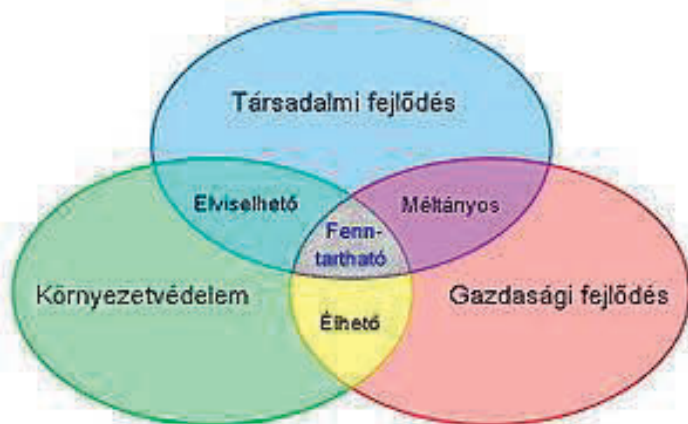 Társadalmi fejlődés
Elviselhető
Méltányos
Fenn-
tartható
Környezetvédelem
Gazdasági fejlődés
Élhető